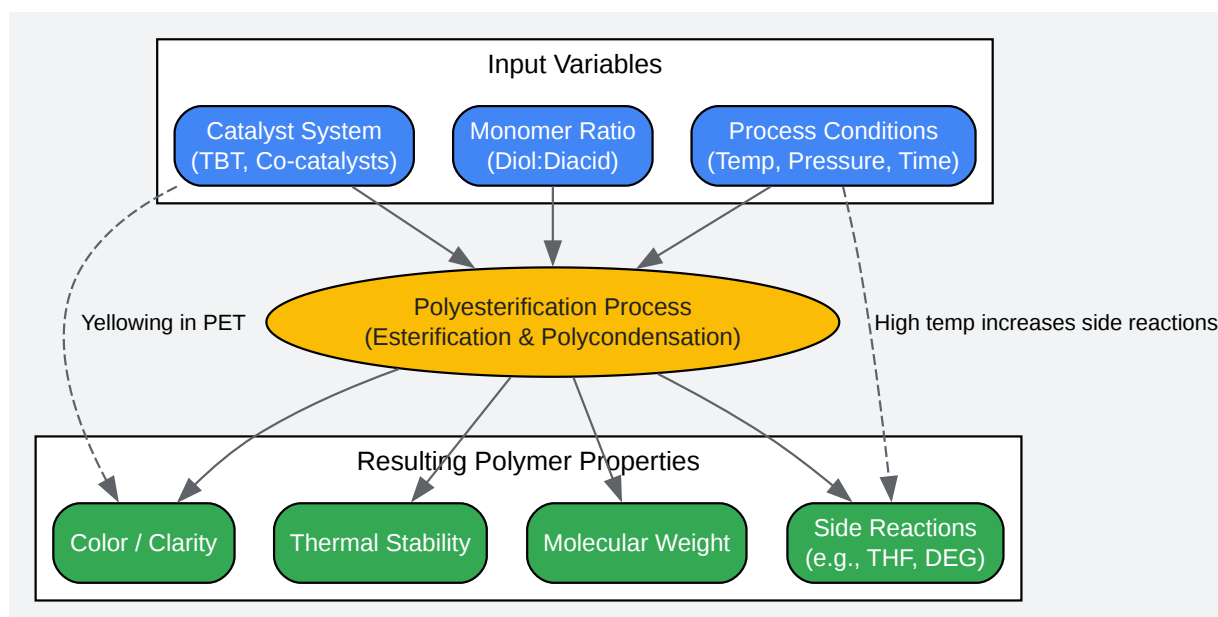 Input Variables
Catalyst System
(TBT, Co-catalysts)
Monomer Ratio
(Diol:Diacid)
Process Conditions
(Temp, Pressure, Time)
Yellowing in PET
Polyesterification Process
(Esterification & Polycondensation)
High temp increases side reactions
Resulting Polymer Properties
Color / Clarity
Thermal Stability
Molecular Weight
Side Reactions
(e.g., THF, DEG)